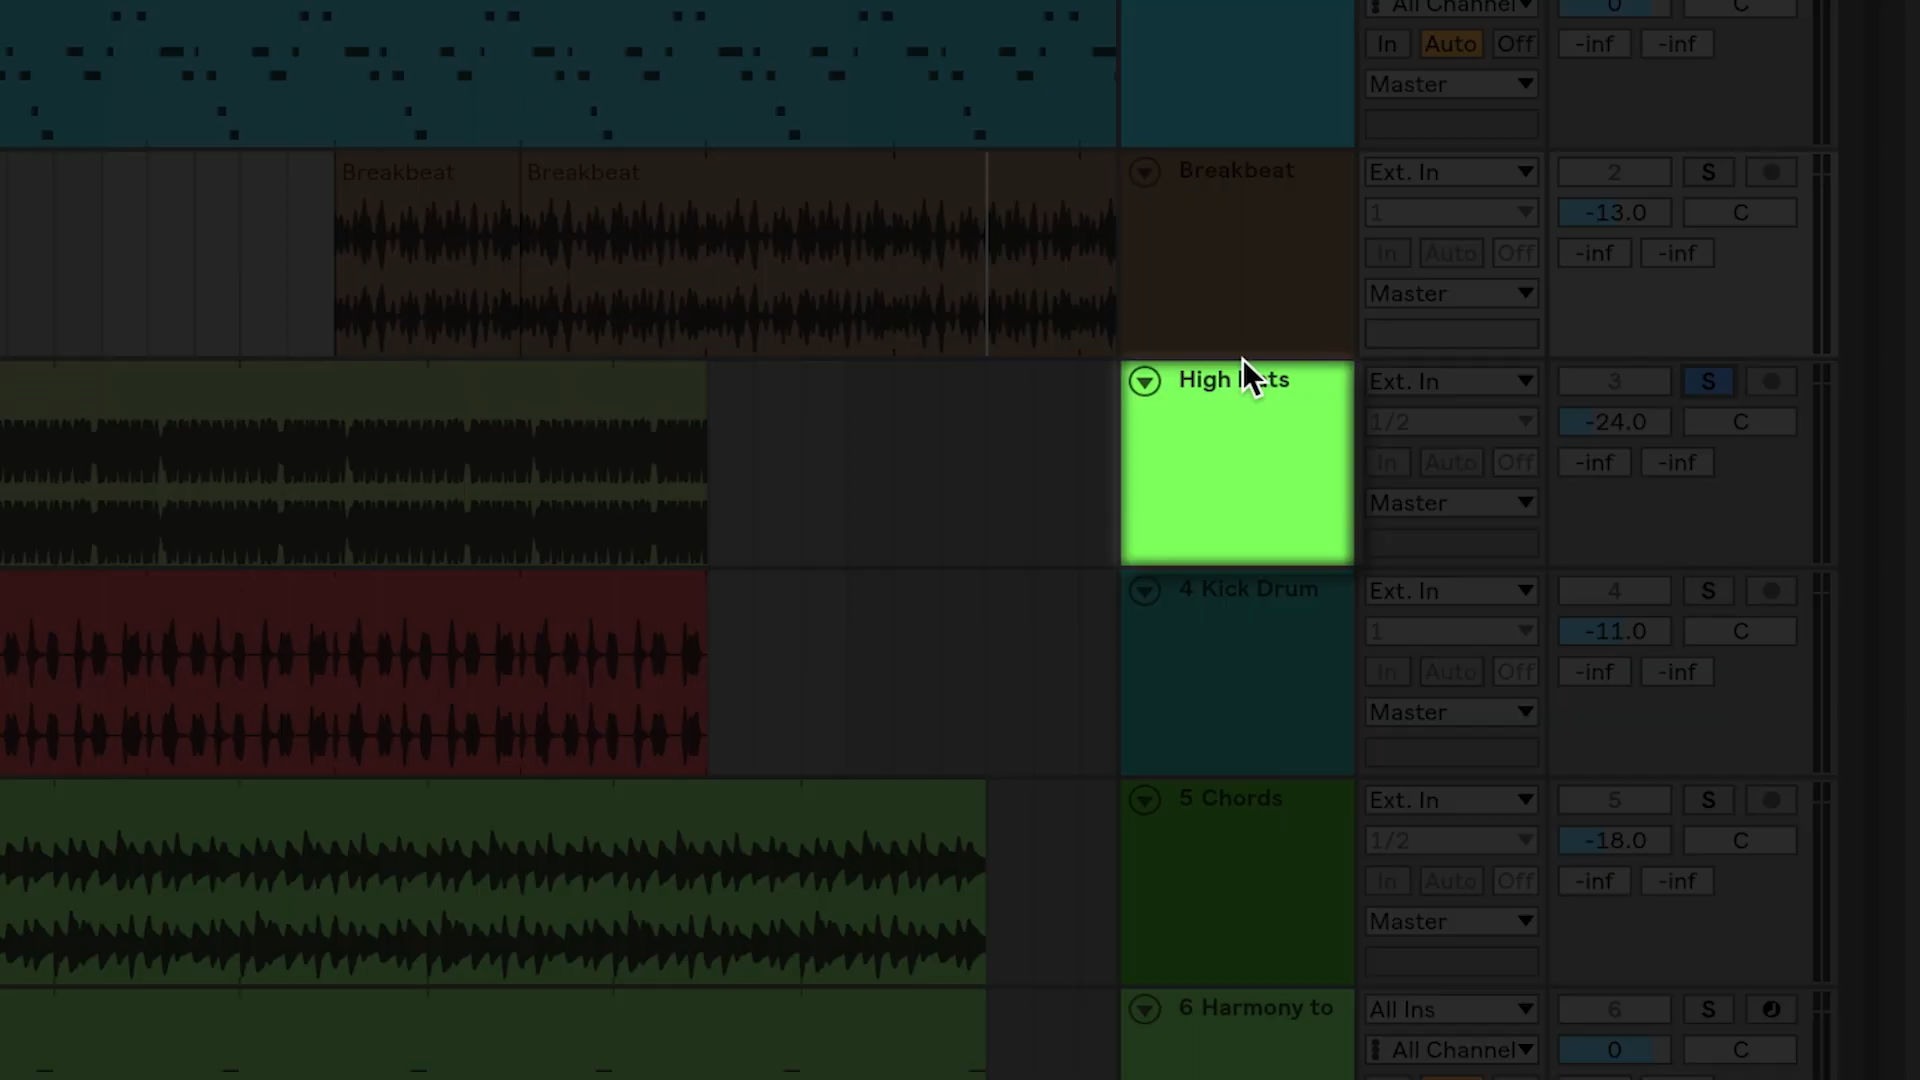 All Channel
0
C
In
Auto
Off
-inf
-inf
Master
Breakbeat
Breakbeat
Breakbeat
Ext. In
2
S
1
-13.0
C
In
Auto
Off
-inf
-inf
Master
High
Ext. In
3
S
1/2
-24.0
C
In
Auto
Off
-inf
-inf
Master
4 Kick Drum
Ext. In
4
S
1
-11.0
C
In
Auto
Off
-inf
-inf
Master
5 Chords
Ext. In
5
S
1/2
-18.0
C
In
Auto
Off
-inf
-inf
Master
6 Harmony to
All Ins
6
S
All Channel
0
C